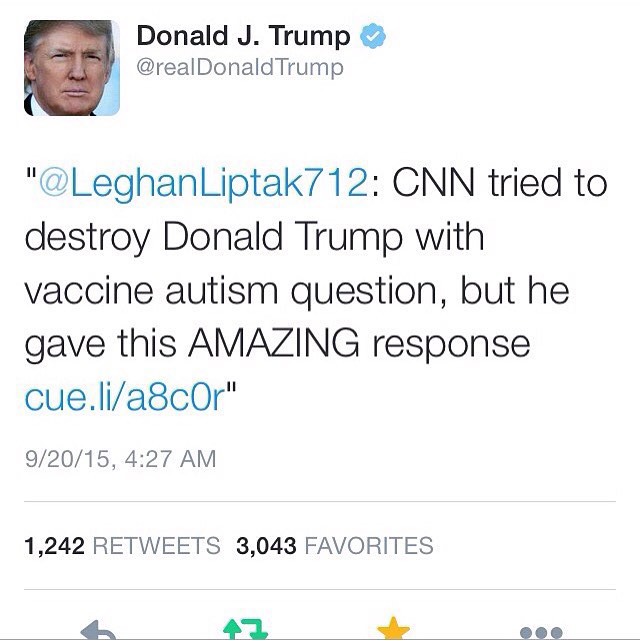 Donald J. Trump
@realDonaldTrump
"@LeghanLiptak712: CNN tried to
destroy Donald Trump with
vaccine autism question, but he
gave this AMAZING response
cue.li/a8c0r"
9/20/15, 4:27 AM
1,242 RETWEETS 3,043 FAVORITES